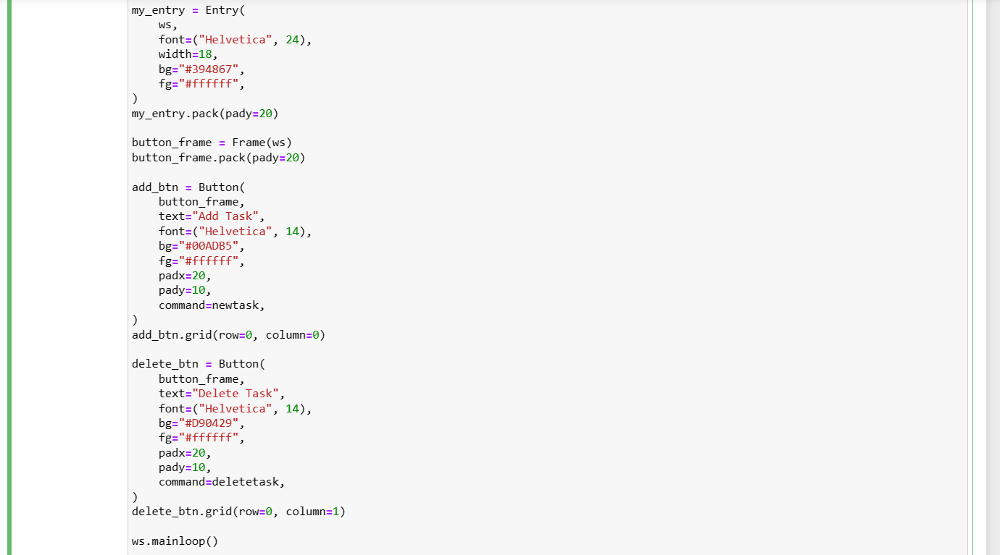 my_entry = Entry(
    ws,
    font=("Helvetica", 24),
    width=18,
    bg="#394867",
    fg="#ffffff",
)
my_entry.pack(pady=20)

button_frame = Frame(ws)
button_frame.pack(pady=20)

add_btn = Button(
    button_frame,
    text="Add Task",
    font=("Helvetica", 14),
    bg="#00ADB5",
    fg="#ffffff",
    padx=20,
    pady=10,
    command=newtask,
)
add_btn.grid(row=0, column=0)

delete_btn = Button(
    button_frame,
    text="Delete Task",
    font=("Helvetica", 14),
    bg="#D90429",
    fg="#ffffff",
    padx=20,
    pady=10,
    command=deletetask,
)
delete_btn.grid(row=0, column=1)

ws.mainloop()